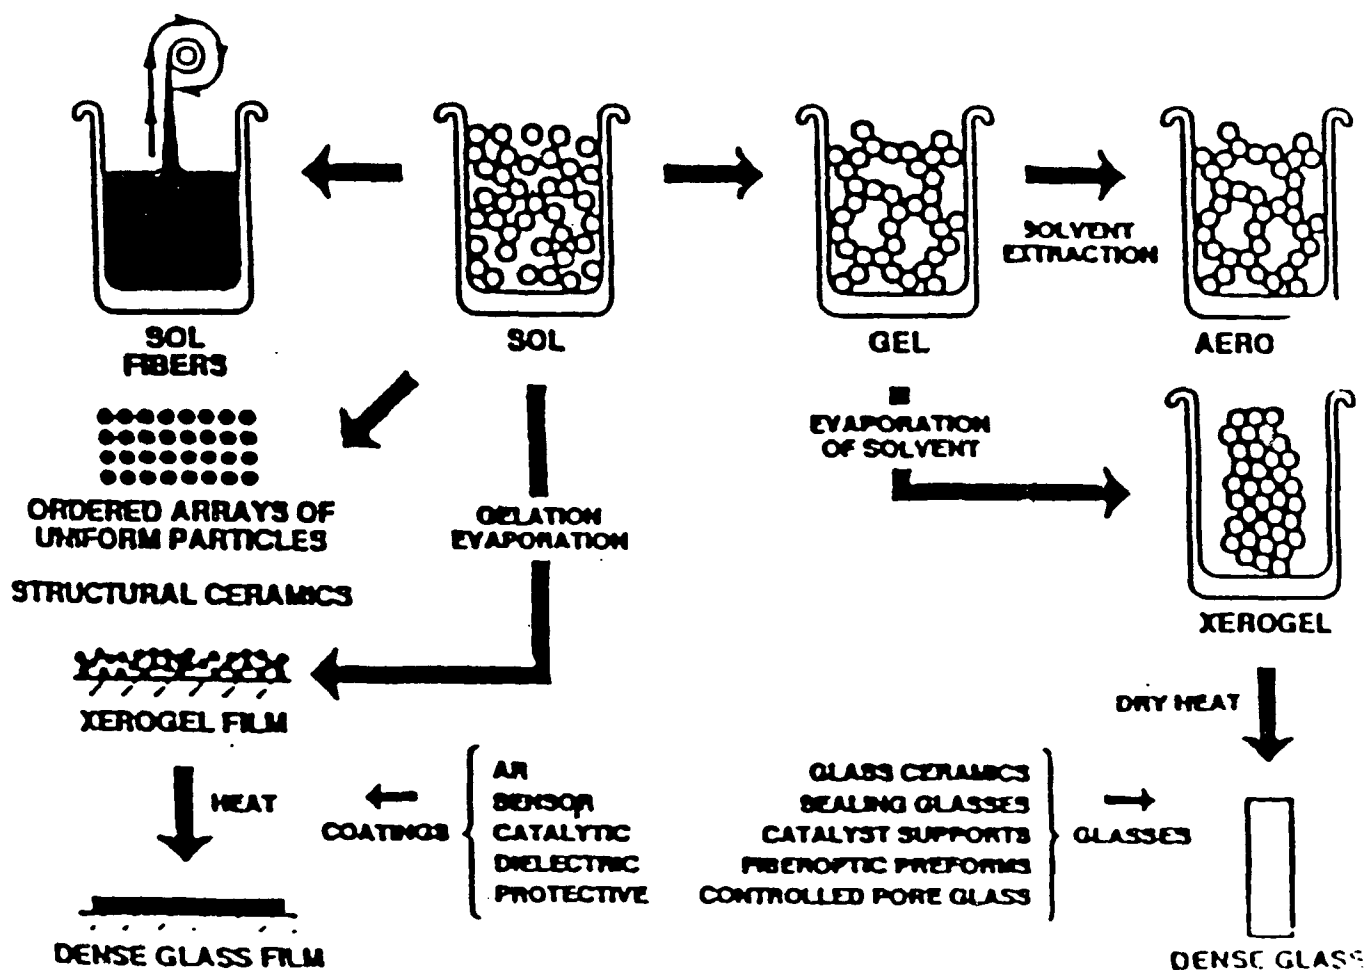 SOL
FIBERS
SOL
GEL
SOLVENT
EXTRACTION
AERO
ORDERED ARRAYS OF
UNIFORM PARTICLES
STRUCTURAL CERAMICS
GELATION
EVAPORATION
EVAPORATION
OF SOLVENT
XEROGEL
XEROGEL FILM
HEAT
DENSE GLASS FILM
COATINGS
AR
SENSOR
CATALYTIC
DIELECTRIC
PROTECTIVE
GLASS CERAMICS
SEALING GLASSES
CATALYST SUPPORTS
FIBEROPTIC PREFORMS
CONTROLLED PORE GLASS
GLASSES
DRY HEAT
DENSE GLASS